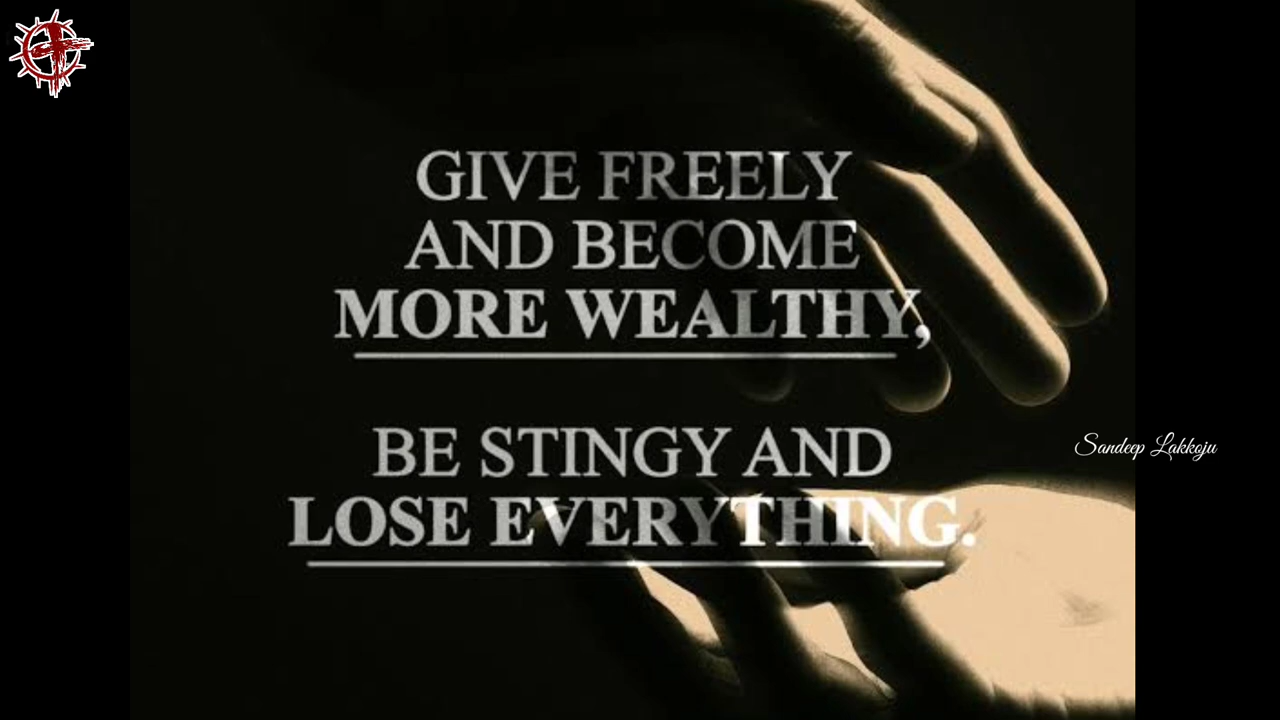 GIVE FREELY
AND BECOME
MORE WEALTHY,
BE STINGY AND
LOSE EVERYTHING.
Sandeep Lakkoju